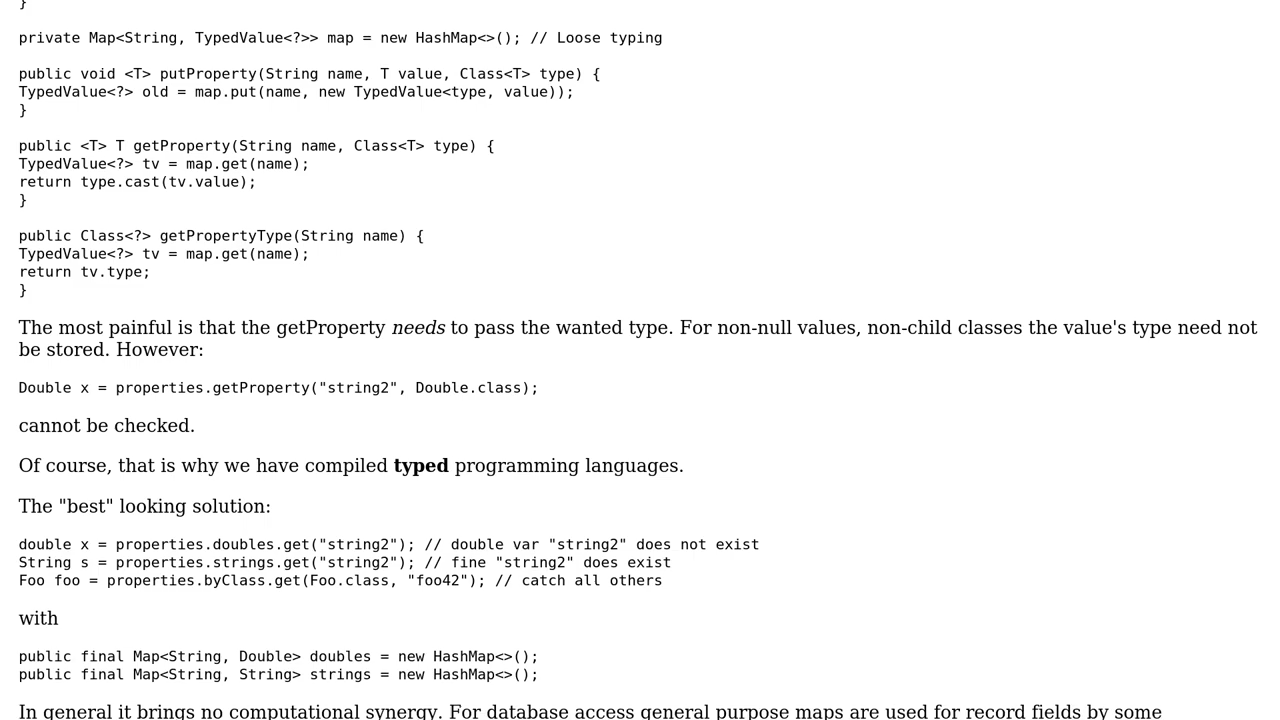 }
private Map<String, TypedValue<?>> map = new HashMap<>(); // Loose typing
public void <T> putProperty(String name, T value, Class<T> type) {
TypedValue<?> old = map.put(name, new TypedValue<type, value));
}
public <T> T getProperty(String name, Class<T> type) {
TypedValue<?> tv = map.get(name);
return type.cast(tv.value);
}
public Class<?> getPropertyType(String name) {
TypedValue<?> tv = map.get(name);
return tv.type;
}
The most painful is that the getProperty needs to pass the wanted type. For non-null values, non-child classes the value's type need not
be stored. However:
Double x = properties.getProperty("string2", Double.class);
cannot be checked.
Of course, that is why we have compiled typed programming languages.
The "best" looking solution:
double x = properties.doubles.get("string2"); // double var "string2" does not exist
String s = properties.strings.get("string2"); // fine "string2" does exist
Foo foo = properties.byClass.get(Foo.class, "foo42"); // catch all others
with
public final Map<String, Double> doubles = new HashMap<>();
public final Map<String, String> strings = new HashMap<>();
In general it brings no computational synergy. For database access general purpose maps are used for record fields by some